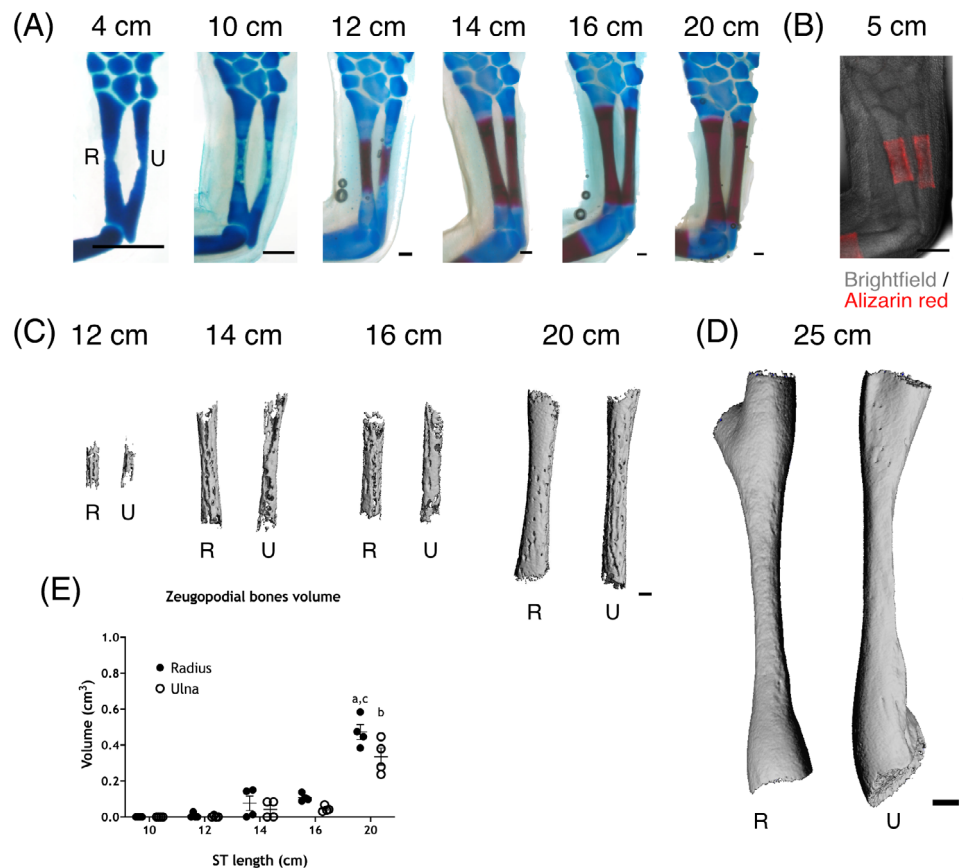 (A) 4 cm 10 cm 12 cm 14 cm 16 cm 20 cm
R U
(B) 5 cm
Brightfield /
Alizarin red
(C) 12 cm 14 cm 16 cm 20 cm
R U
R U
R U
R U
(D) 25 cm
R U
(E)
Zeugopodial bones volume
Volume (cm³)
1.0
0.8
0.6
0.4
0.2
0.0
Radius
Ulna
a,c
b
10 12 14 16 20
ST length (cm)